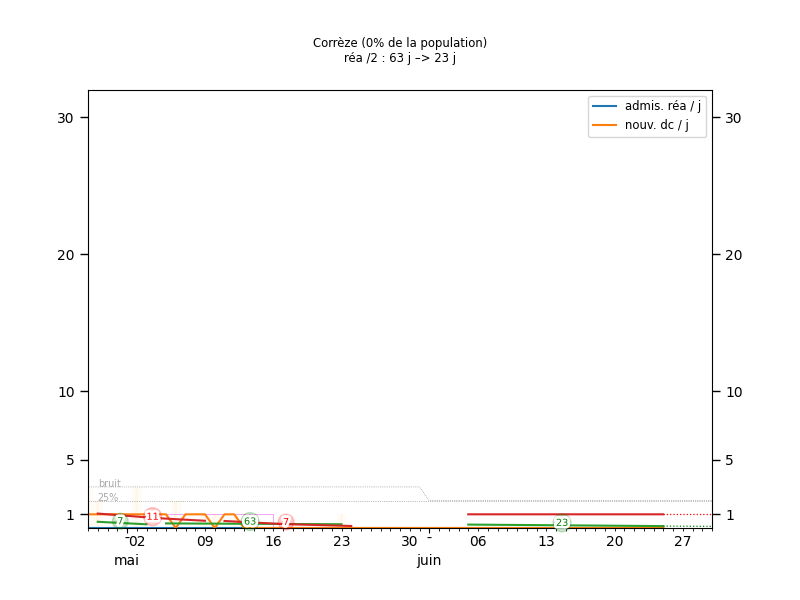 Corrèze (0% de la population)
réa /2 : 63 j –> 23 j
admis. réa / j
nouv. dc / j
30 30
20 20
10 10
5 5
bruit
25%
1 7 11 63 7 23 1
02 09 16 23 30 06 13 20 27
mai juin